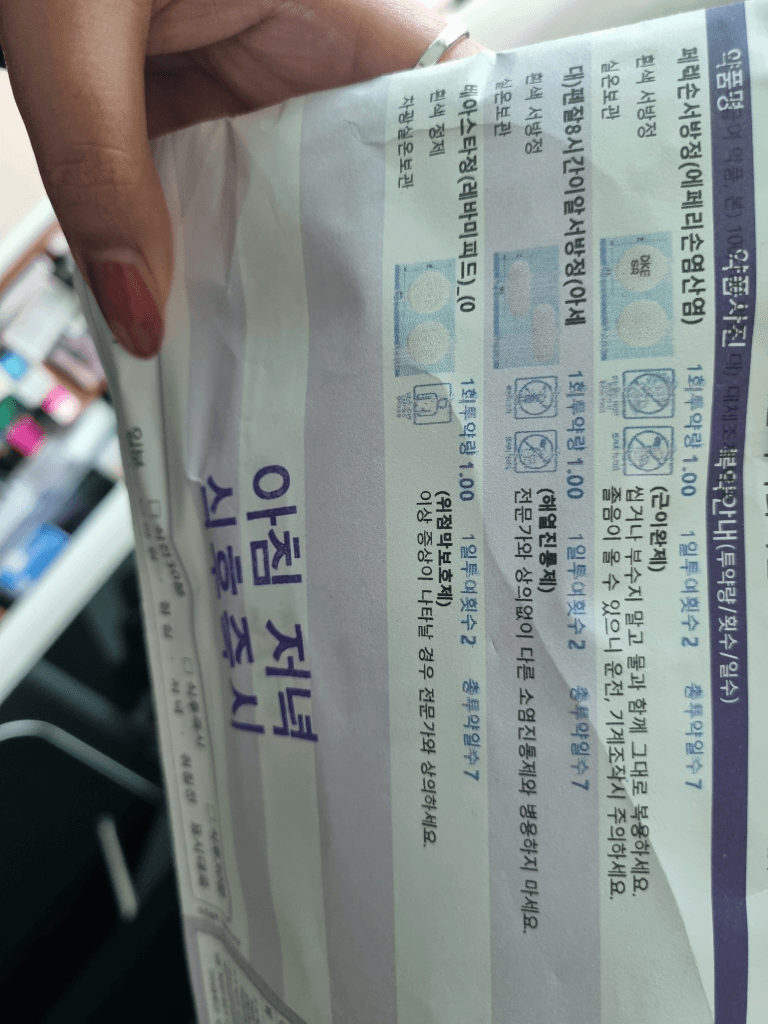 약품명 약품사진 복약안내(투약량/횟수/일수)
페레손서방정(에페리손염산염) 1회투약량 1.00 1일투여횟수 2 총투약일수 7
흰색 서방정 (근이완제)
실온보관 씹거나 부수지 말고 물과 함께 그대로 복용하세요.
졸음이 올 수 있으니 운전, 기계조작시 주의하세요.
DKE
SR
대)펜잘8시간이알서방정(아세 1회투약량 1.00 1일투여횟수 2 총투약일수 7
흰색 서방정 (해열진통제)
실온보관 전문가와 상의없이 다른 소염진통제와 병용하지 마세요.
베아스타정(레바미피드)_(0 1회투약량 1.00 1일투여횟수 2 총투약일수 7
흰색 정제 (위점막보호제)
차광실온보관 이상 증상이 나타날 경우 전문가와 상의하세요.
아침 저녁
식후 즉시